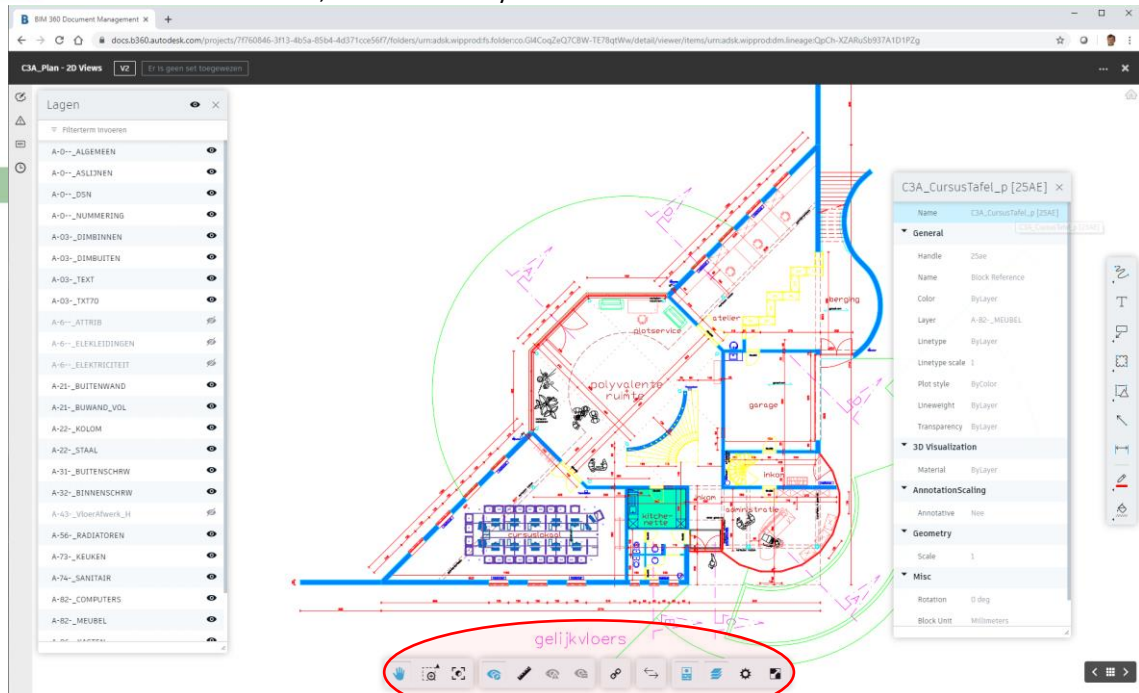 BIM 360 Document Management
docs.b360.autodesk.com/projects/7f760846-3f13-4b5a-85b4-4d371cce56f7/folders/urn:adsk.wipprod:fs.folder:co.GI4CoqZeQ7CBW-TE78qtWw/detail/viewer/items/urn:adsk.wipprod:dm.lineage:QpCh-XZARuSb937A1D1PZg
C3A_Plan - 2D Views V2 Er is geen set toegewezen
Lagen
Filterterm invoeren
A-0--_ALGEMEEN
A-0--_ASLIJNEN
A-0--_DSN
A-0--_NUMMERING
A-03-_DIMBINNEN
A-03-_DIMBUITEN
A-03-_TEXT
A-03-_TXT70
A-6--_ATTRIB
A-6--_ELEKLEIDINGEN
A-6--_ELEKTRICITEIT
A-21-_BUITENWAND
A-21-_BUWAND_VOL
A-22-_KOLOM
A-22-_STAAL
A-31-_BUITENSCHRW
A-32-_BINNENSCHRW
A-43-_VloerAfwerk_H
A-56-_RADIATOREN
A-73-_KEUKEN
A-74-_SANITAIR
A-82-_COMPUTERS
A-82-_MEUBEL
berging
atelier
plotservice
polyvalente
ruimte
garage
inkom
inkom
administratie
kitche-
nette
cursuslokaal
gelijkvloers
C3A_CursusTafel_p [25AE]
Name C3A_CursusTafel_p [25AE]
General
Handle 25ae
Name Block Reference
Color ByLayer
Layer A-82-_MEUBEL
Linetype ByLayer
Linetype scale 1
Plot style ByColor
Lineweight ByLayer
Transparency ByLayer
3D Visualization
Material ByLayer
AnnotationScaling
Annotative Nee
Geometry
Scale 1
Misc
Rotation 0 deg
Block Unit Millimeters